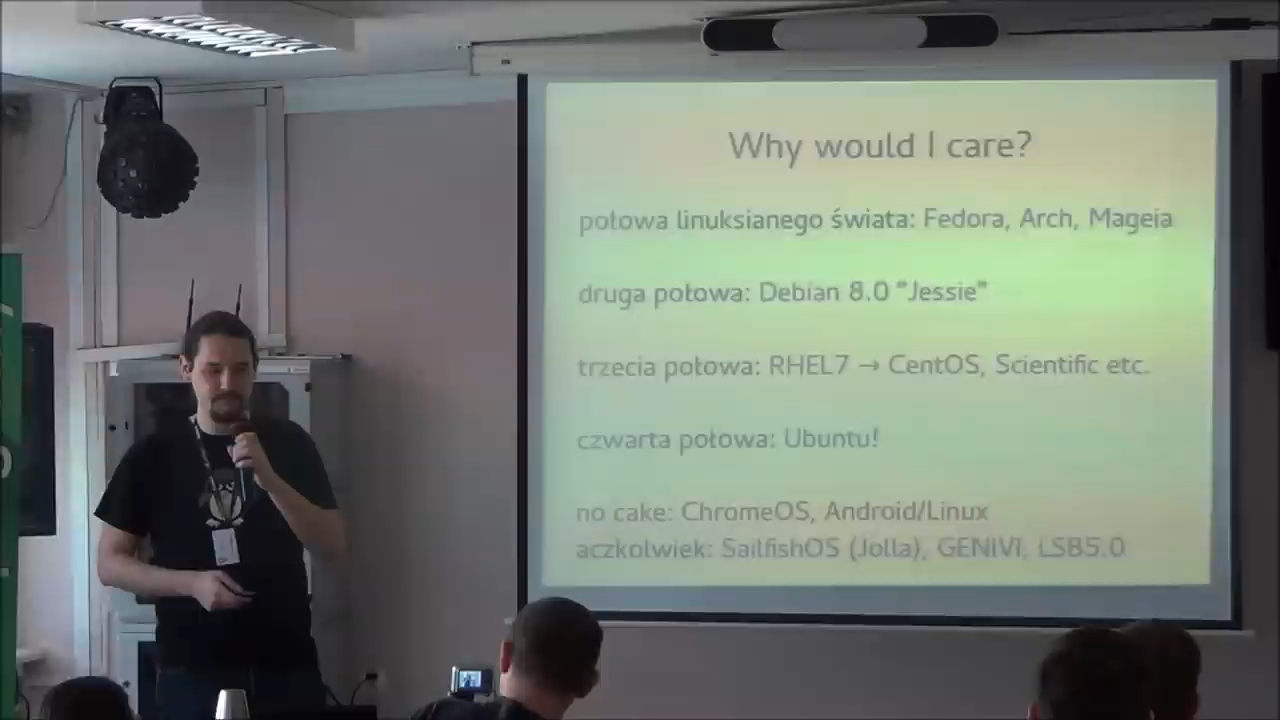 Why would I care?
połowa linuksianego świata: Fedora, Arch, Mageia
druga połowa: Debian 8.0 "Jessie"
trzecia połowa: RHEL7 → CentOS, Scientific etc.
czwarta połowa: Ubuntu!
no cake: ChromeOS, Android/Linux
aczkolwiek: SailfishOS (Jolla), GENIVI, LSB5.0